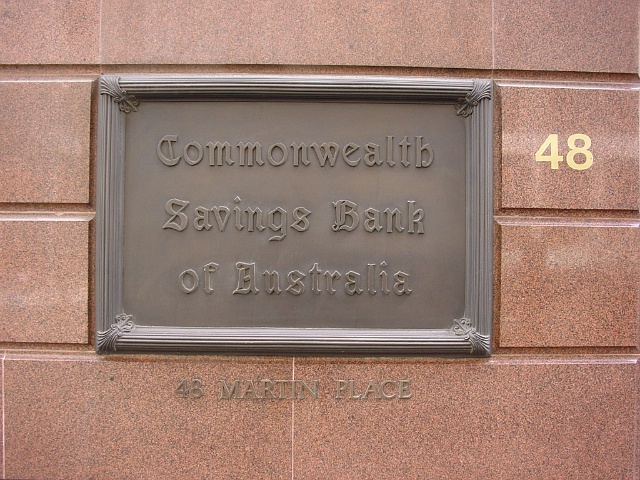 Commonwealth
Savings Bank
of Australia
48
48 MARTIN PLACE